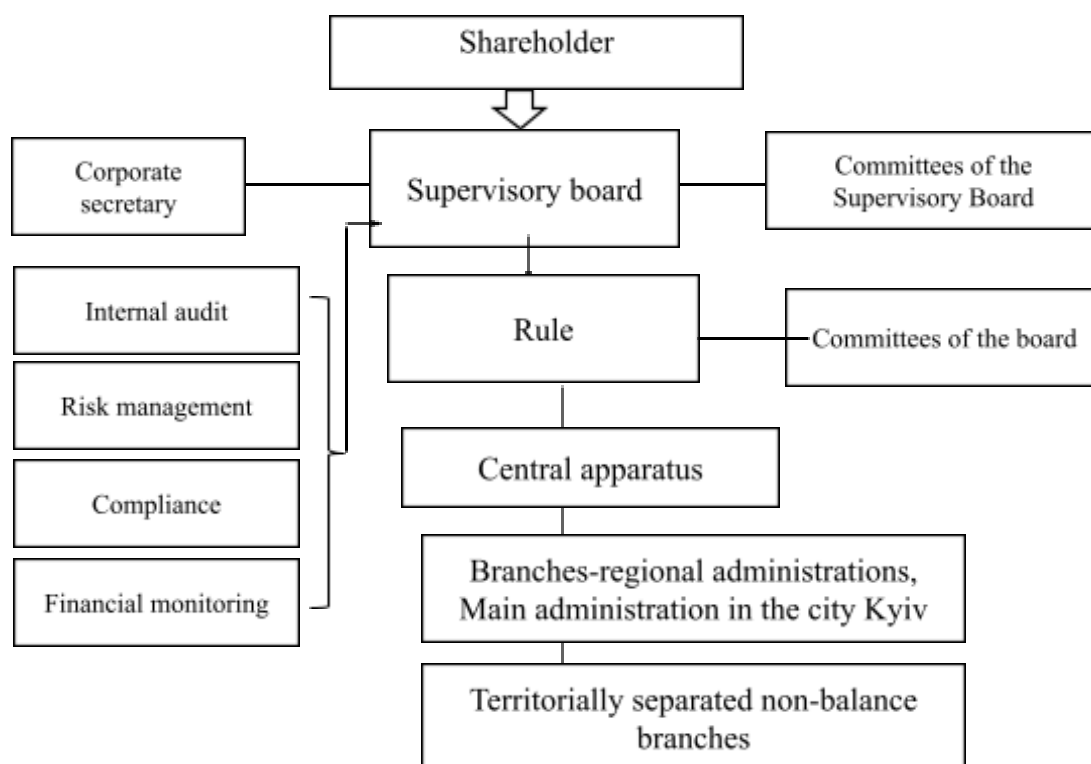 Shareholder
Corporate
secretary
Supervisory board
Committees of the
Supervisory Board
Internal audit
Rule
Committees of the board
Risk management
Central apparatus
Compliance
Branches-regional administrations,
Main administration in the city Kyiv
Financial monitoring
Territorially separated non-balance
branches